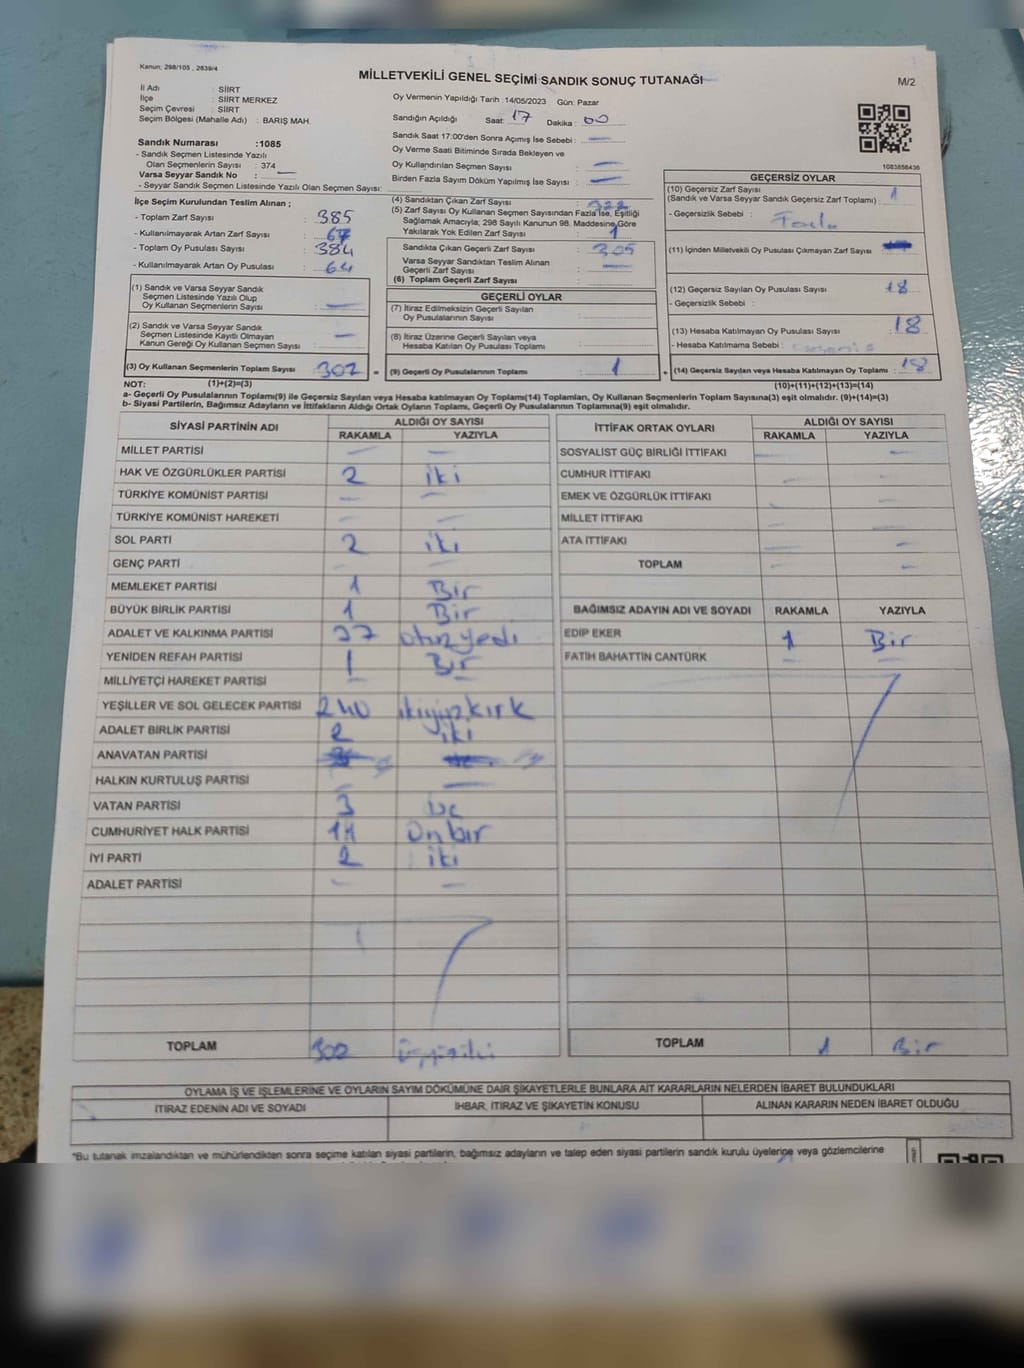 Kanun: 298/105 , 2839/4
MİLLETVEKİLİ GENEL SEÇİMİ SANDIK SONUÇ TUTANAĞI
M/2
İl Adı : SİİRT
İlçe : SİİRT MERKEZ
Seçim Çevresi : SİİRT
Seçim Bölgesi (Mahalle Adı) : BARIŞ MAH.
Sandık Numarası :1085
- Sandık Seçmen Listesinde Yazılı
Olan Seçmenlerin Sayısı : 374
Varsa Seyyar Sandık No : —
- Seyyar Sandık Seçmen Listesinde Yazılı Olan Seçmen Sayısı:
Oy Vermenin Yapıldığı Tarih :14/05/2023 Gün: Pazar
Sandığın Açıldığı Saat: 17 Dakika : 00
Sandık Saat 17:00'den Sonra Açımış İse Sebebi : —
Oy Verme Saati Bitiminde Sırada Bekleyen ve
Oy Kullandırılan Seçmen Sayısı : —
Birden Fazla Sayım Döküm Yapılmış İse Sayısı : —
1083856436
İlçe Seçim Kurulundan Teslim Alınan ;
- Toplam Zarf Sayısı : 385
- Kullanılmayarak Artan Zarf Sayısı : 67
- Toplam Oy Pusulası Sayısı : 384
- Kullanılmayarak Artan Oy Pusulası : 64
(1) Sandık ve Varsa Seyyar Sandık
Seçmen Listesinde Yazılı Olup
Oy Kullanan Seçmenlerin Sayısı : —
(2) Sandık ve Varsa Seyyar Sandık
Seçmen Listesinde Kayıtlı Olmayan
Kanun Gereği Oy Kullanan Seçmen Sayısı : —
(3) Oy Kullanan Seçmenlerin Toplam Sayısı : 302
(4) Sandıktan Çıkan Zarf Sayısı : 322
(5) Zarf Sayısı Oy Kullanan Seçmen Sayısından Fazla İse, Eşitliği
Sağlamak Amacıyla; 298 Sayılı Kanunun 98. Maddesine Göre
Yakılarak Yok Edilen Zarf Sayısı : 1
Sandıkta Çıkan Geçerli Zarf Sayısı : 305
Varsa Seyyar Sandıktan Teslim Alınan
Geçerli Zarf Sayısı : —
(6) Toplam Geçerli Zarf Sayısı :
GEÇERLİ OYLAR
(7) İtiraz Edilmeksizin Geçerli Sayılan
Oy Pusulalarının Sayısı :
(8) İtiraz Üzerine Geçerli Sayılan veya
Hesaba Katılan Oy Pusulası Toplamı :
= (9) Geçerli Oy Pusulalarının Toplamı : 1
GEÇERSİZ OYLAR
(10) Geçersiz Zarf Sayısı
(Sandık ve Varsa Seyyar Sandık Geçersiz Zarf Toplamı) : 1
- Geçersizlik Sebebi :
(11) İçinden Milletvekili Oy Pusulası Çıkmayan Zarf Sayısı :
(12) Geçersiz Sayılan Oy Pusulası Sayısı : 18
- Geçersizlik Sebebi :
(13) Hesaba Katılmayan Oy Pusulası Sayısı : 18
- Hesaba Katılmama Sebebi :
+ (14) Geçersiz Sayılan veya Hesaba Katılmayan Oy Toplamı : 18
NOT: (1)+(2)=(3) (10)+(11)+(12)+(13)=(14)
a- Geçerli Oy Pusulalarının Toplamı(9) ile Geçersiz Sayılan veya Hesaba katılmayan Oy Toplamı(14) Toplamları, Oy Kullanan Seçmenlerin Toplam Sayısına(3) eşit olmalıdır. (9)+(14)=(3)
b- Siyasi Partilerin, Bağımsız Adayların ve İttifakların Aldığı Ortak Oyların Toplamı, Geçerli Oy Pusulalarının Toplamına(9) eşit olmalıdır.
SİYASİ PARTİNİN ADI ALDIĞI OY SAYISI
RAKAMLA YAZIYLA
MİLLET PARTİSİ — —
HAK VE ÖZGÜRLÜKLER PARTİSİ 2 iki
TÜRKİYE KOMÜNİST PARTİSİ — —
TÜRKİYE KOMÜNİST HAREKETİ — —
SOL PARTİ 2 iki
GENÇ PARTİ — —
MEMLEKET PARTİSİ 1 Bir
BÜYÜK BİRLİK PARTİSİ 1 Bir
ADALET VE KALKINMA PARTİSİ 37 otuzyedi
YENİDEN REFAH PARTİSİ 1 Bir
MİLLİYETÇİ HAREKET PARTİSİ — —
YEŞİLLER VE SOL GELECEK PARTİSİ 240 ikiyüzkırk
ADALET BİRLİK PARTİSİ 2 iki
ANAVATAN PARTİSİ
HALKIN KURTULUŞ PARTİSİ — —
VATAN PARTİSİ 3 üç
CUMHURİYET HALK PARTİSİ 11 Onbir
İYİ PARTİ 2 iki
ADALET PARTİSİ — —
TOPLAM
İTTİFAK ORTAK OYLARI ALDIĞI OY SAYISI
RAKAMLA YAZIYLA
SOSYALİST GÜÇ BİRLİĞİ İTTİFAKI — —
CUMHUR İTTİFAKI — —
EMEK VE ÖZGÜRLÜK İTTİFAKI — —
MİLLET İTTİFAKI — —
ATA İTTİFAKI — —
TOPLAM — —
BAĞIMSIZ ADAYIN ADI VE SOYADI RAKAMLA YAZIYLA
EDİP EKER 1 Bir
FATİH BAHATTİN CANTÜRK — —
TOPLAM 1 Bir
OYLAMA İŞ VE İŞLEMLERİNE VE OYLARIN SAYIM DÖKÜMÜNE DAİR ŞİKAYETLERLE BUNLARA AİT KARARLARIN NELERDEN İBARET BULUNDUKLARI
İTİRAZ EDENİN ADI VE SOYADI İHBAR, İTİRAZ VE ŞİKAYETİN KONUSU ALINAN KARARIN NEDEN İBARET OLDUĞU
"Bu tutanak imzalandıktan ve mühürlendikten sonra seçime katılan siyasi partilerin, bağımsız adayların ve talep eden siyasi partilerin sandık kurulu üyelerine veya gözlemcilerine